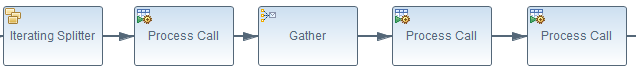 Iterating Splitter
Process Call
Gather
Process Call
Process Call